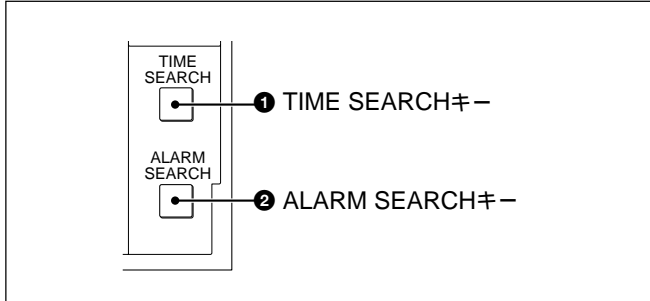 TIME
SEARCH
❶ TIME SEARCHキー
ALARM
SEARCH
❷ ALARM SEARCHキー